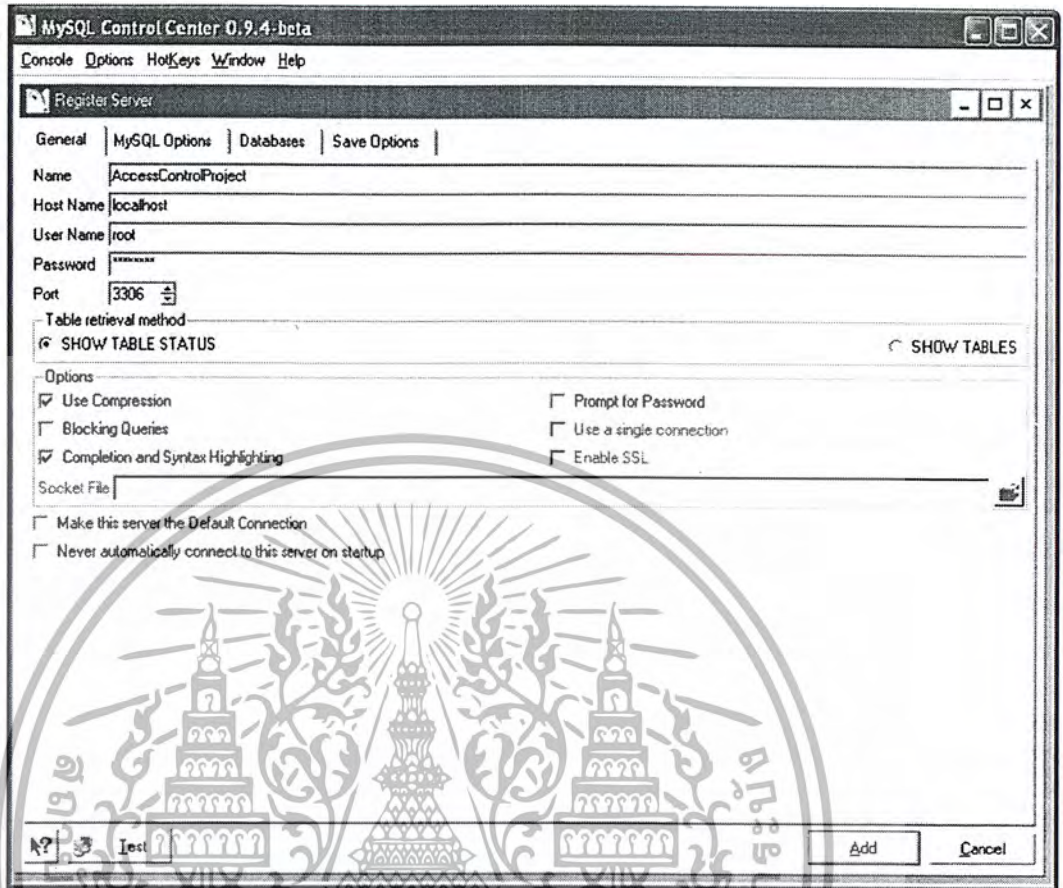 MySQL Control Center 0.9.4-beta
Console Options HotKeys Window Help
Register Server
General MySQL Options Databases Save Options
Name AccessControlProject
Host Name localhost
User Name root
Password ********
Port 3306
Table retrieval method
SHOW TABLE STATUS SHOW TABLES
Options
Use Compression Prompt for Password
Blocking Queries Use a single connection
Completion and Syntax Highlighting Enable SSL
Socket File
Make this server the Default Connection
Never automatically connect to this server on startup
Test Add Cancel